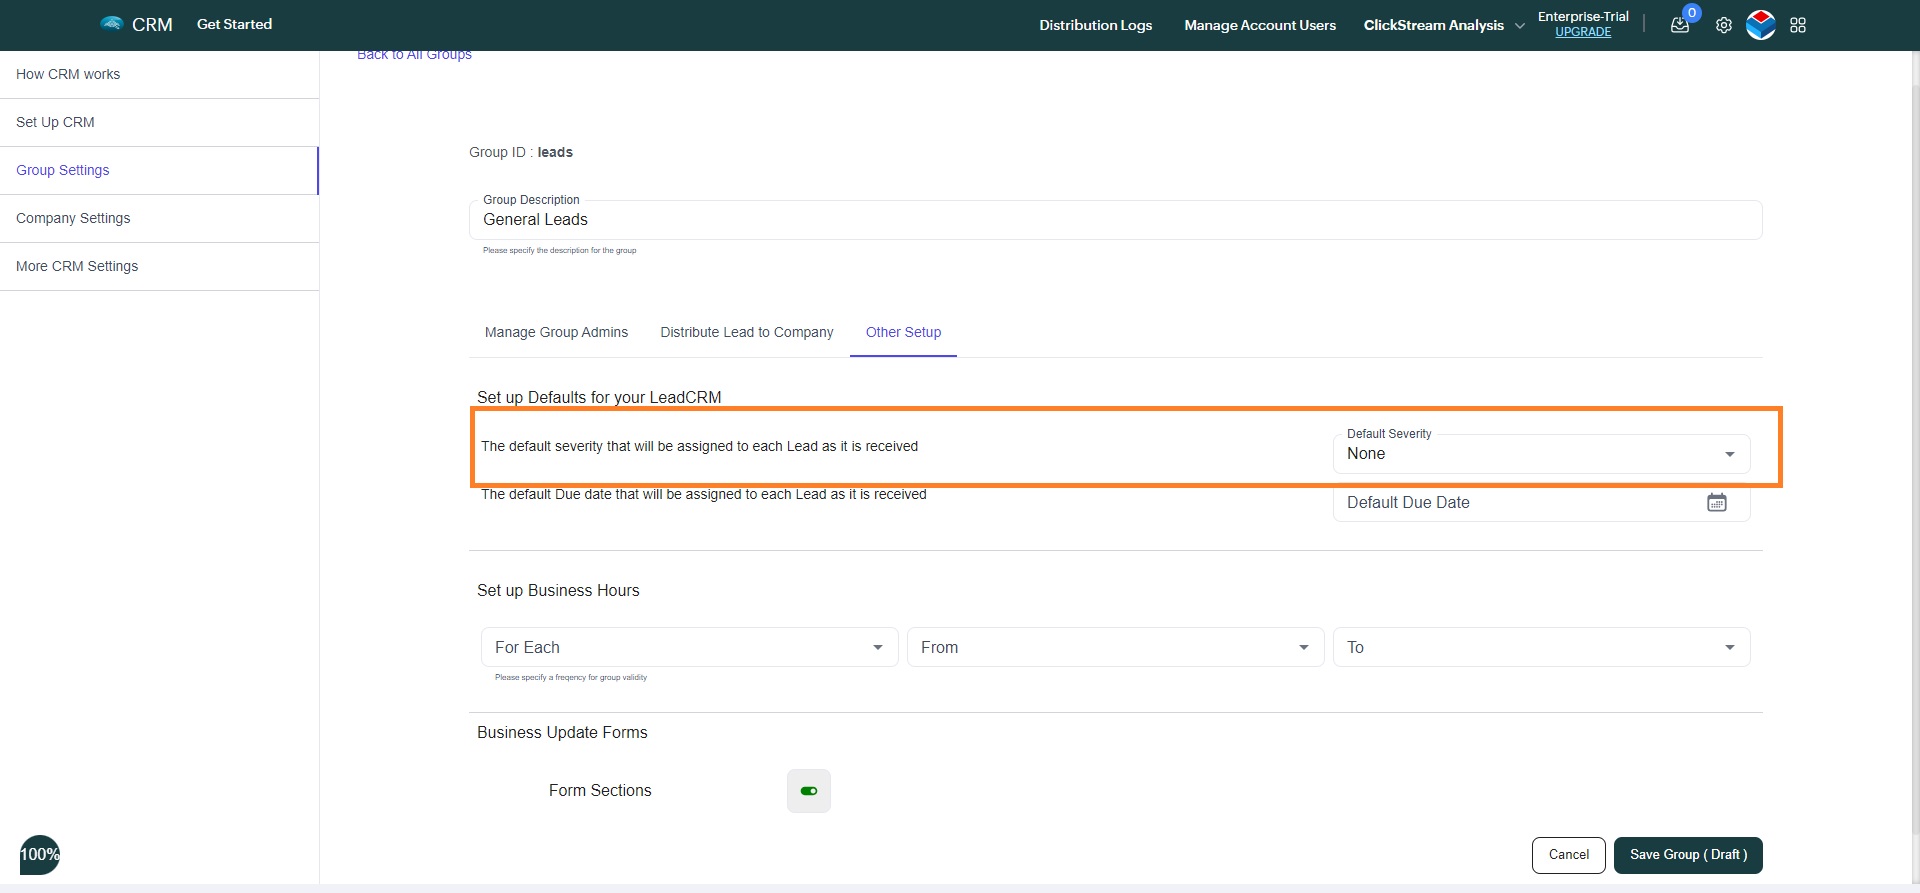 CRM
Get Started
Distribution Logs
Manage Account Users
ClickStream Analysis
Enterprise-Trial
UPGRADE
0
Back to All Groups
How CRM works
Set Up CRM
Group Settings
Company Settings
More CRM Settings
Group ID : leads
Group Description
General Leads
Please specify the description for the group
Manage Group Admins
Distribute Lead to Company
Other Setup
Set up Defaults for your LeadCRM
The default severity that will be assigned to each Lead as it is received
Default Severity
None
The default Due date that will be assigned to each Lead as it is received
Default Due Date
Set up Business Hours
For Each
From
To
Please specify a freqency for group validity
Business Update Forms
Form Sections
100%
Cancel
Save Group ( Draft )